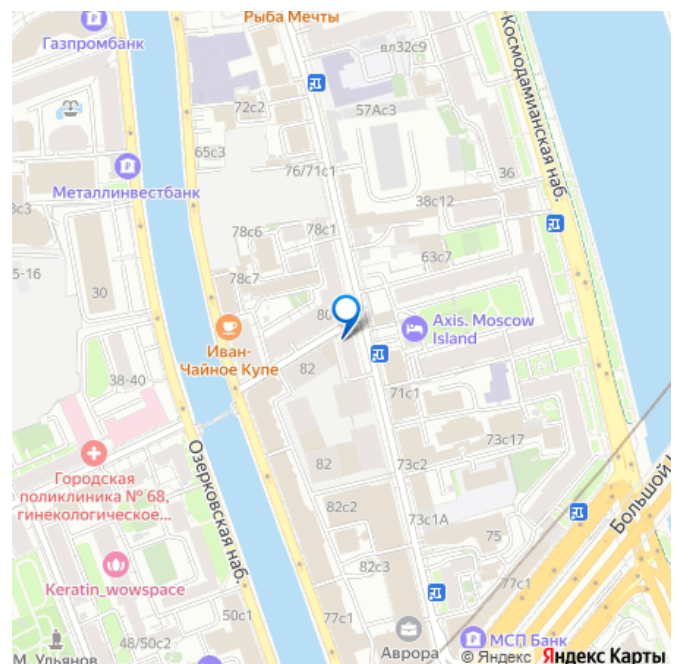 Рыба Мечты
Газпромбанк
вл32с9
Космодамианская наб.
72с2
57Ас3
65с3
76/71с1
36
Металлинвестбанк
38с12
78с6
78с1
63с7
5-16
78с7
30
80
Axis. Moscow
Island
Иван-
Чайное Купе
82
38-40
71с1
73с17
Городская
поликлиника № 68,
гинекологическое...
82
73с2
Озерковская наб.
82с2
73с1А
75
Большой
82с3
77с1
Keratin_wowspace
50с1
77с1
48/50с2
М. Ульянов
Аврора
МСП Банк
© Яндекс Яндекс Карты